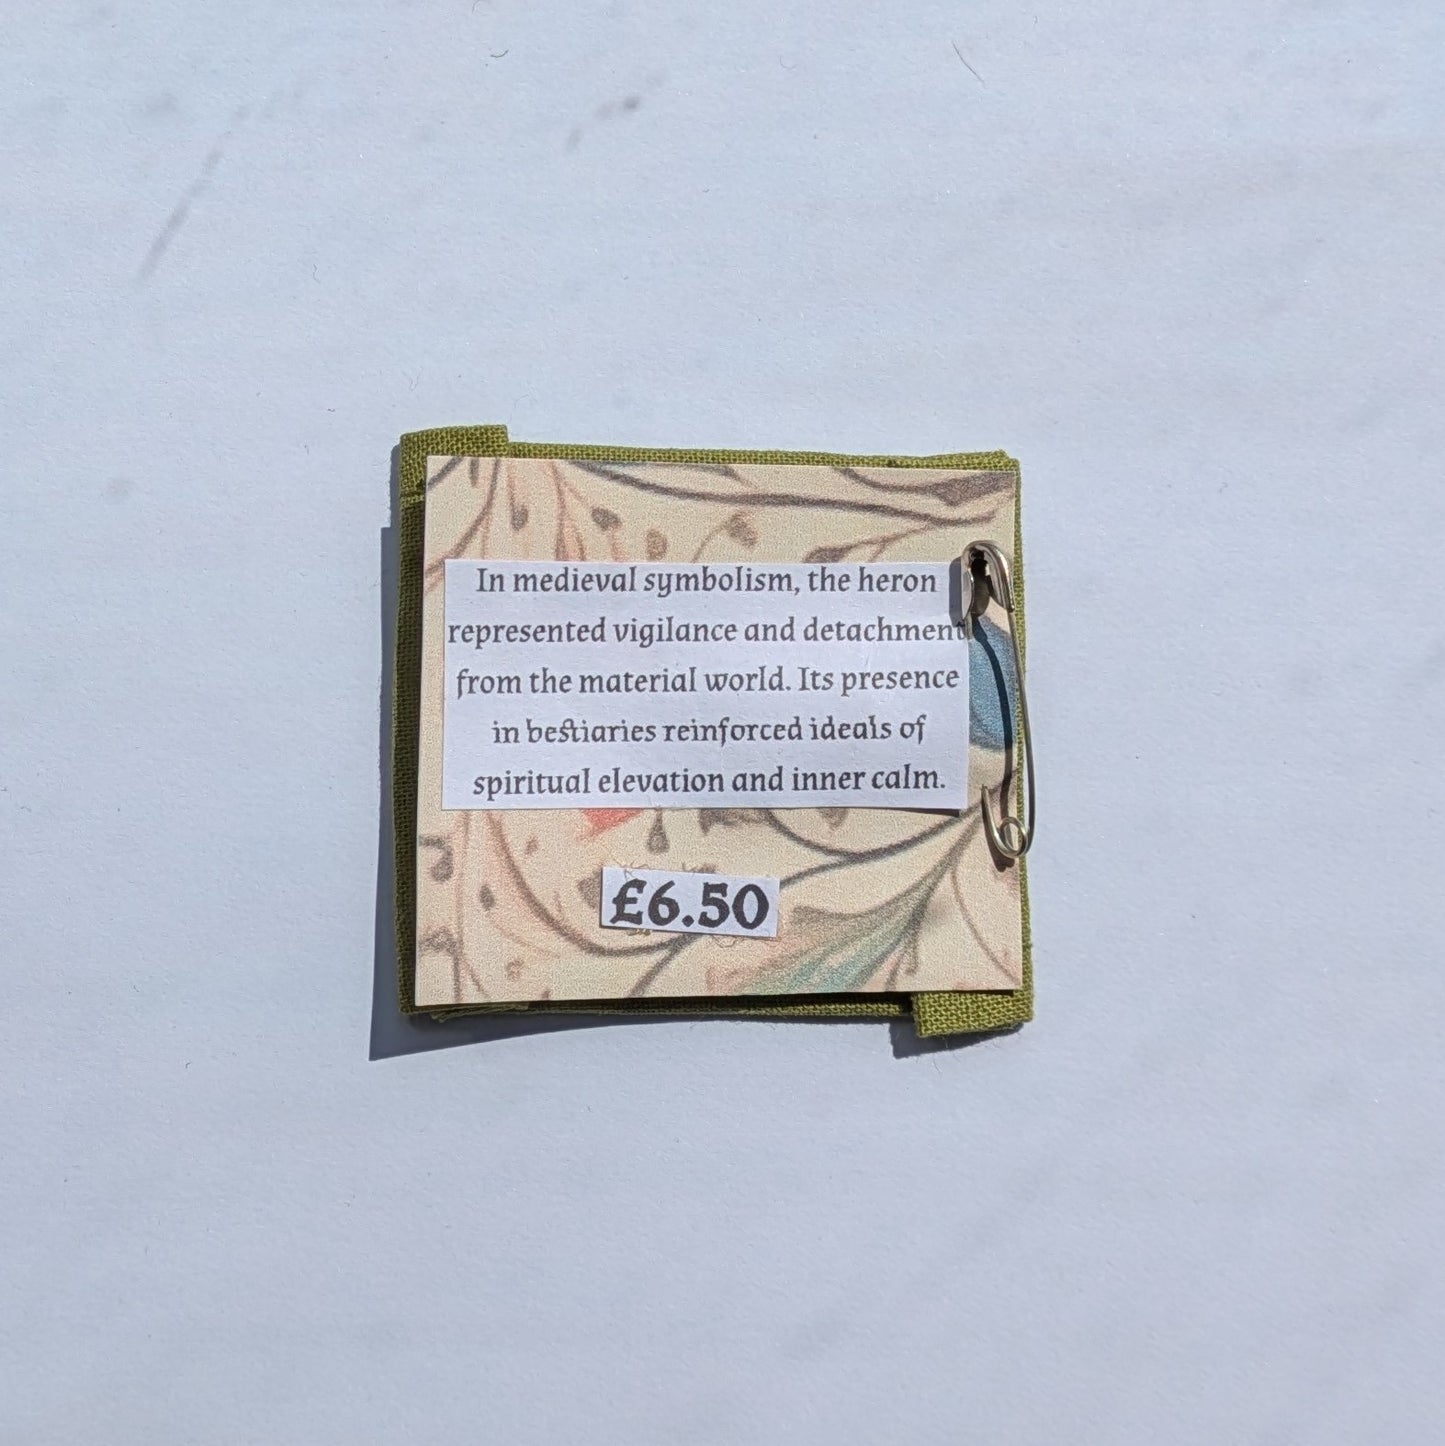 In medieval symbolism, the heron
represented vigilance and detachment
from the material world. Its presence
in bestiaries reinforced ideals of
spiritual elevation and inner calm.
£6.50